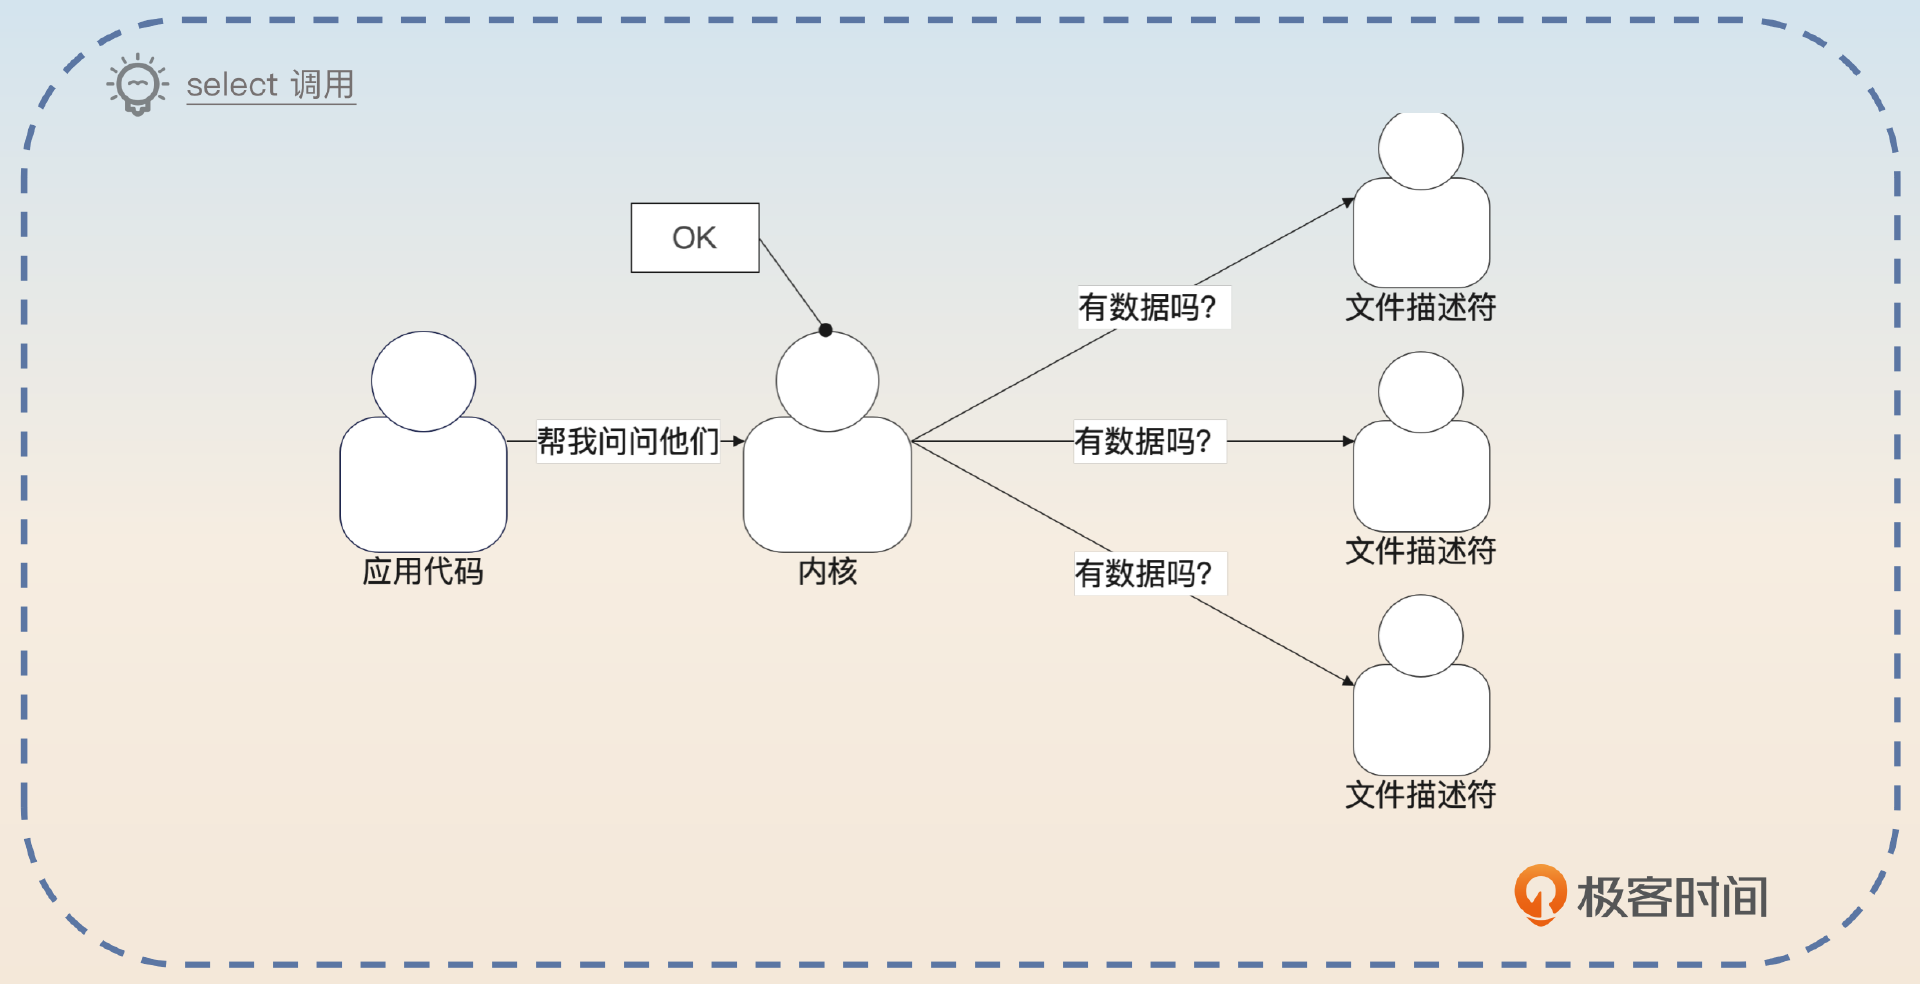 select 调用
OK
有数据吗?
文件描述符
帮我问问他们
有数据吗?
文件描述符
应用代码
内核
有数据吗?
文件描述符
极客时间